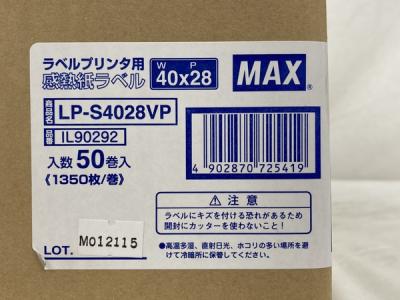 ラベルプリンタ用
感熱紙ラベル
W P
40x28
MAX®
商品名 LP-S4028VP
品番 IL90292
入数 50巻入
《1350枚/巻》
4 902870 725419
⚠ 注意
ラベルにキズを付ける恐れがあるため
開封にカッターを使わないこと!
●高温多湿、直射日光、ホコリの多い場所を避
けて冷暗所に保管してください。
LOT. M012115